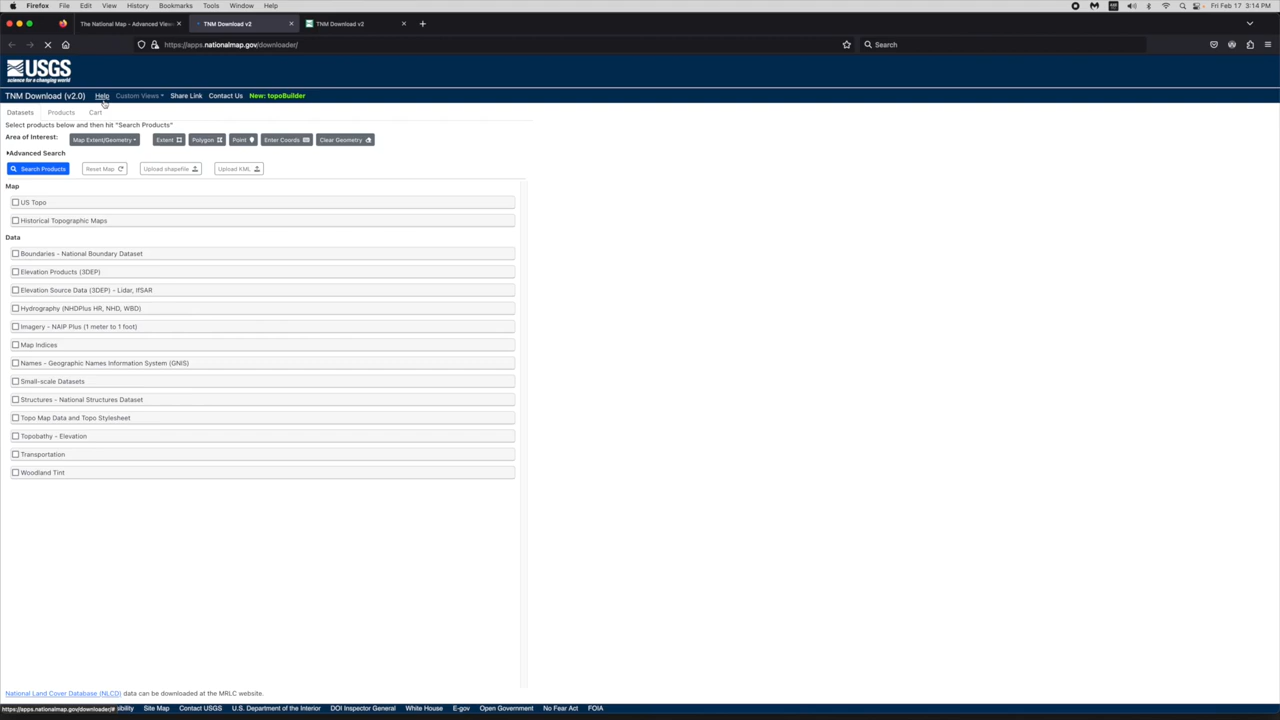 Firefox File Edit View History Bookmarks Tools Window Help Fri Feb 17 3:14 PM
The National Map - Advanced View
TNM Download v2
TNM Download v2
https://apps.nationalmap.gov/downloader/
Search
USGS
science for a changing world
TNM Download (v2.0) Help Custom Views Share Link Contact Us New: topoBuilder
Datasets Products Cart
Select products below and then hit "Search Products"
Area of Interest: Map Extent/Geometry Extent Polygon Point Enter Coords Clear Geometry
Advanced Search
Search Products Reset Map Upload shapefile Upload KML
Map
US Topo
Historical Topographic Maps
Data
Boundaries - National Boundary Dataset
Elevation Products (3DEP)
Elevation Source Data (3DEP) - Lidar, IfSAR
Hydrography (NHDPlus HR, NHD, WBD)
Imagery - NAIP Plus (1 meter to 1 foot)
Map Indices
Names - Geographic Names Information System (GNIS)
Small-scale Datasets
Structures - National Structures Dataset
Topo Map Data and Topo Stylesheet
Topobathy - Elevation
Transportation
Woodland Tint
National Land Cover Database (NLCD) data can be downloaded at the MRLC website.
https://apps.nationalmap.gov/downloader/# ibility Site Map Contact USGS U.S. Department of the Interior DOI Inspector General White House E-gov Open Government No Fear Act FOIA